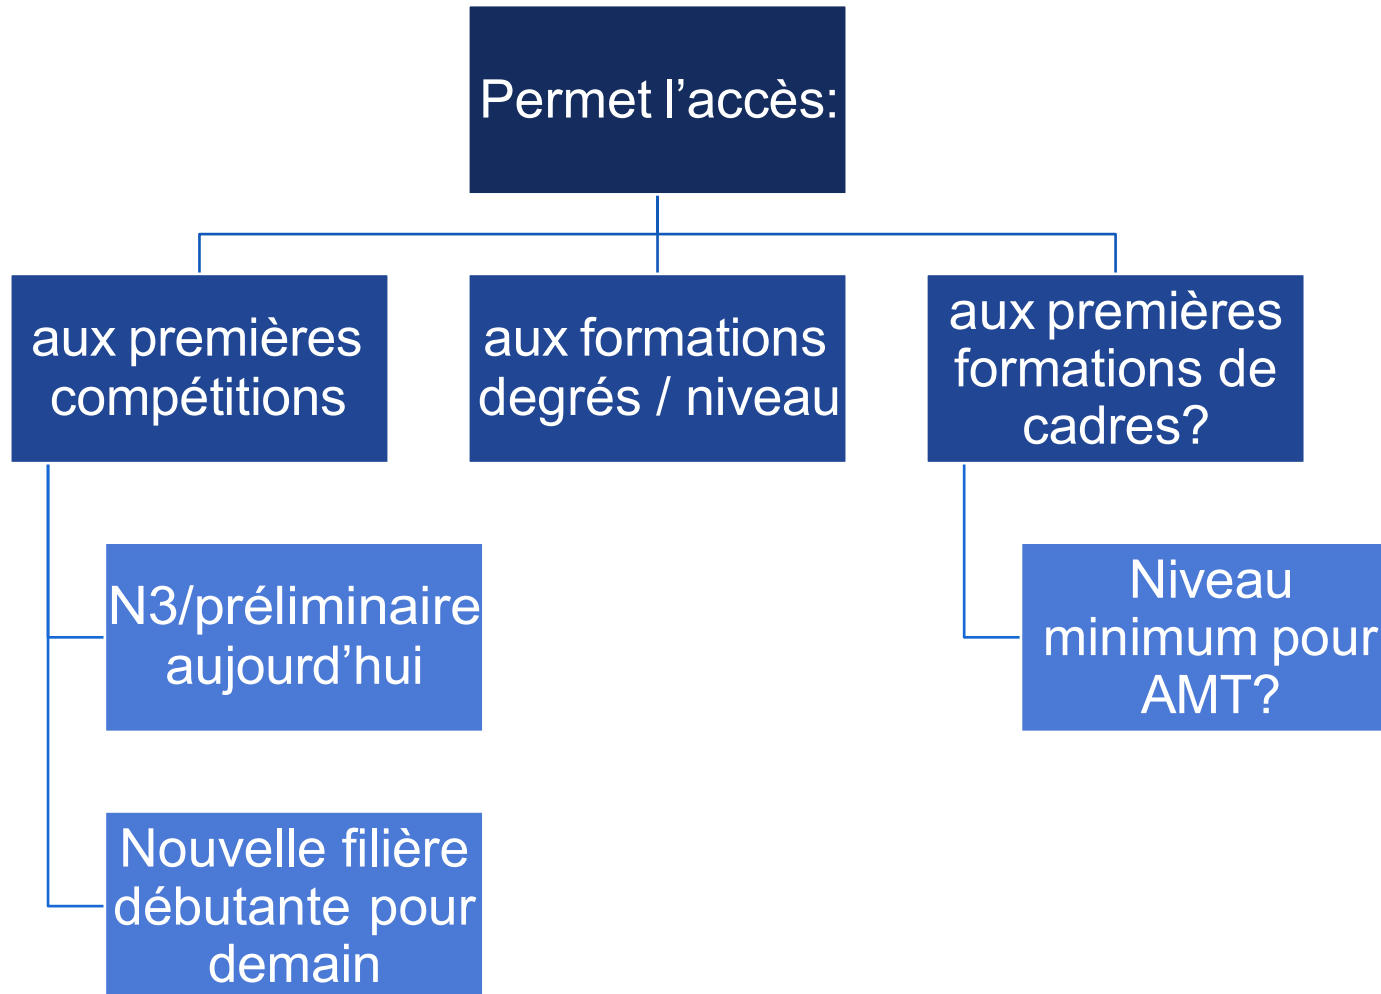 Permet l’accès:
aux premières
compétitions
aux formations
degrés / niveau
aux premières
formations de
cadres?
N3/préliminaire
aujourd’hui
Niveau
minimum pour
AMT?
Nouvelle filière
débutante pour
demain